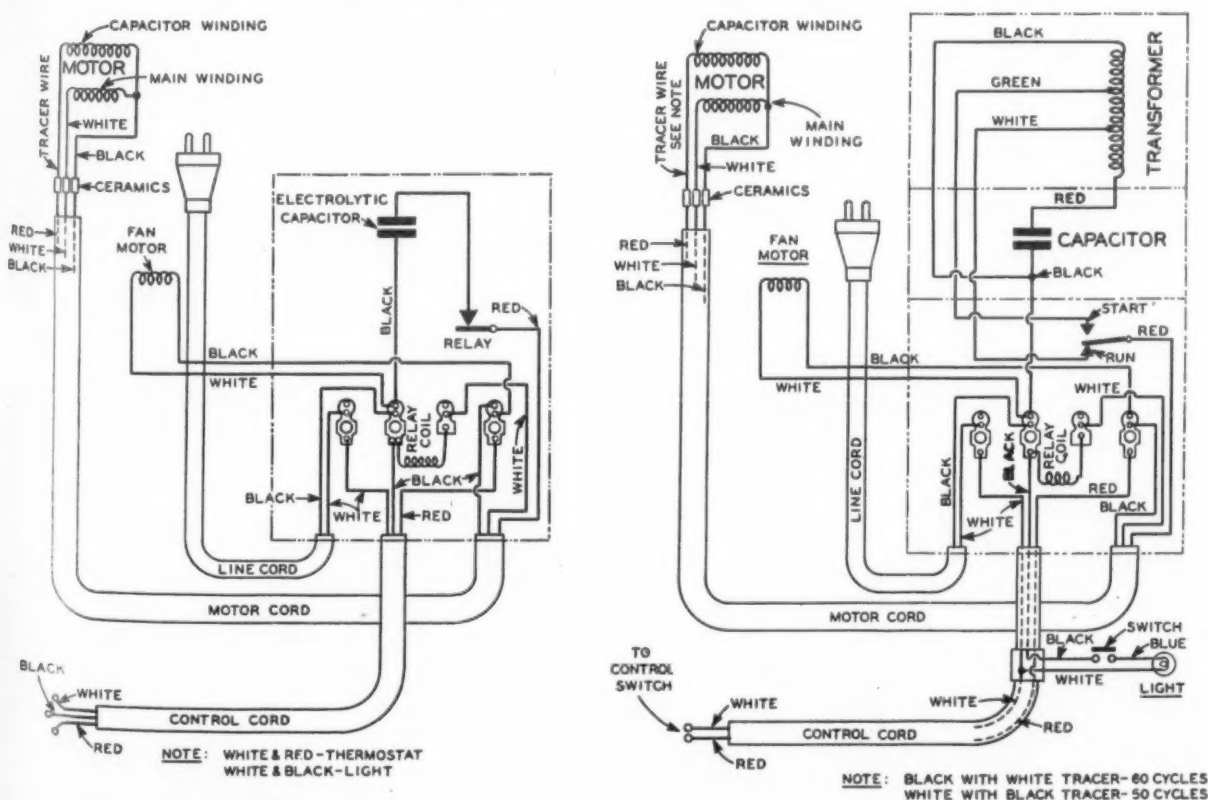 CAPACITOR WINDING
MOTOR
MAIN WINDING
TRACER WIRE
WHITE
BLACK
CERAMICS
RED
WHITE
BLACK
FAN
MOTOR
ELECTROLYTIC
CAPACITOR
BLACK
RED
RELAY
BLACK
WHITE
RELAY
COIL
BLACK
WHITE
BLACK
WHITE
RED
LINE CORD
MOTOR CORD
BLACK
WHITE
CONTROL CORD
RED
NOTE: WHITE & RED-THERMOSTAT
WHITE & BLACK-LIGHT
CAPACITOR WINDING
MOTOR
TRACER WIRE
SEE NOTE
MAIN
WINDING
BLACK
WHITE
CERAMICS
RED
WHITE
BLACK
FAN
MOTOR
BLACK
GREEN
WHITE
TRANSFORMER
RED
CAPACITOR
BLACK
START
RED
RUN
BLACK
WHITE
WHITE
LINE CORD
BLACK
BLACK
RELAY
COIL
RED
BLACK
WHITE
MOTOR CORD
SWITCH
BLACK
BLUE
WHITE
LIGHT
TO
CONTROL
SWITCH
WHITE
WHITE
RED
CONTROL CORD
RED
NOTE: BLACK WITH WHITE TRACER-60 CYCLES
WHITE WITH BLACK TRACER-50 CYCLES